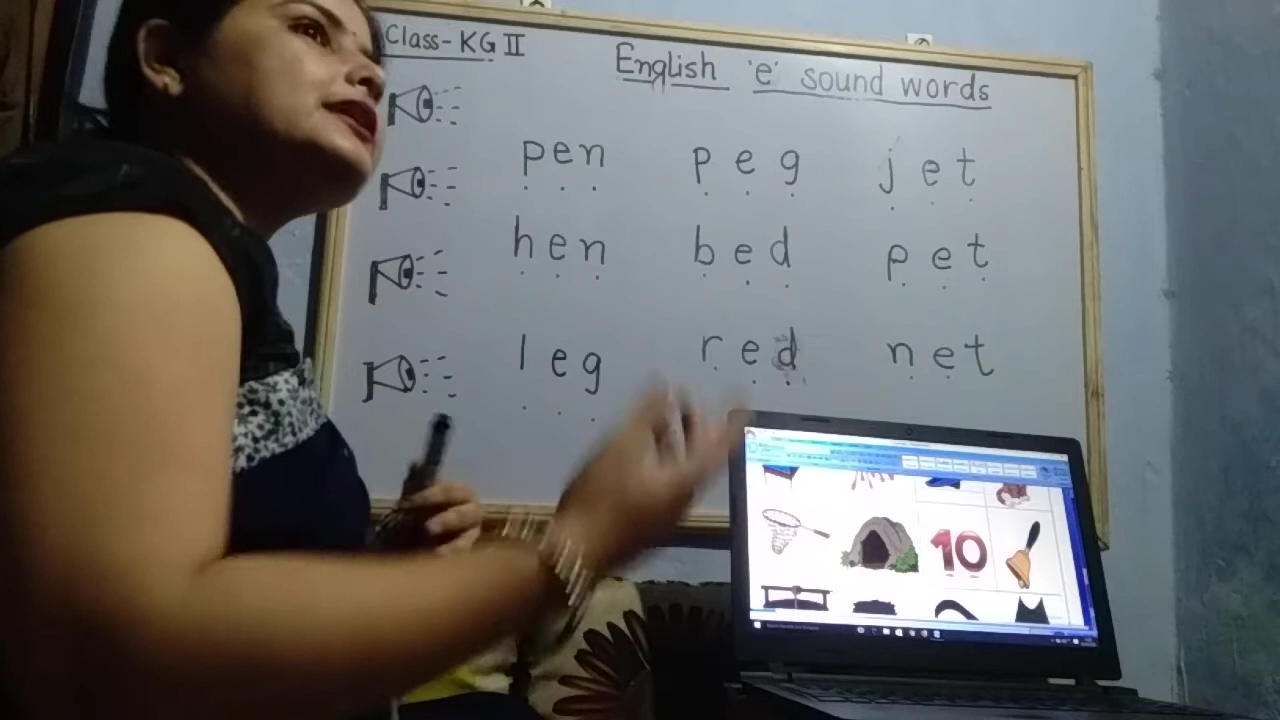 Class-KG II
English 'e' sound words
pen peg jet
hen bed pet
leg red net
10